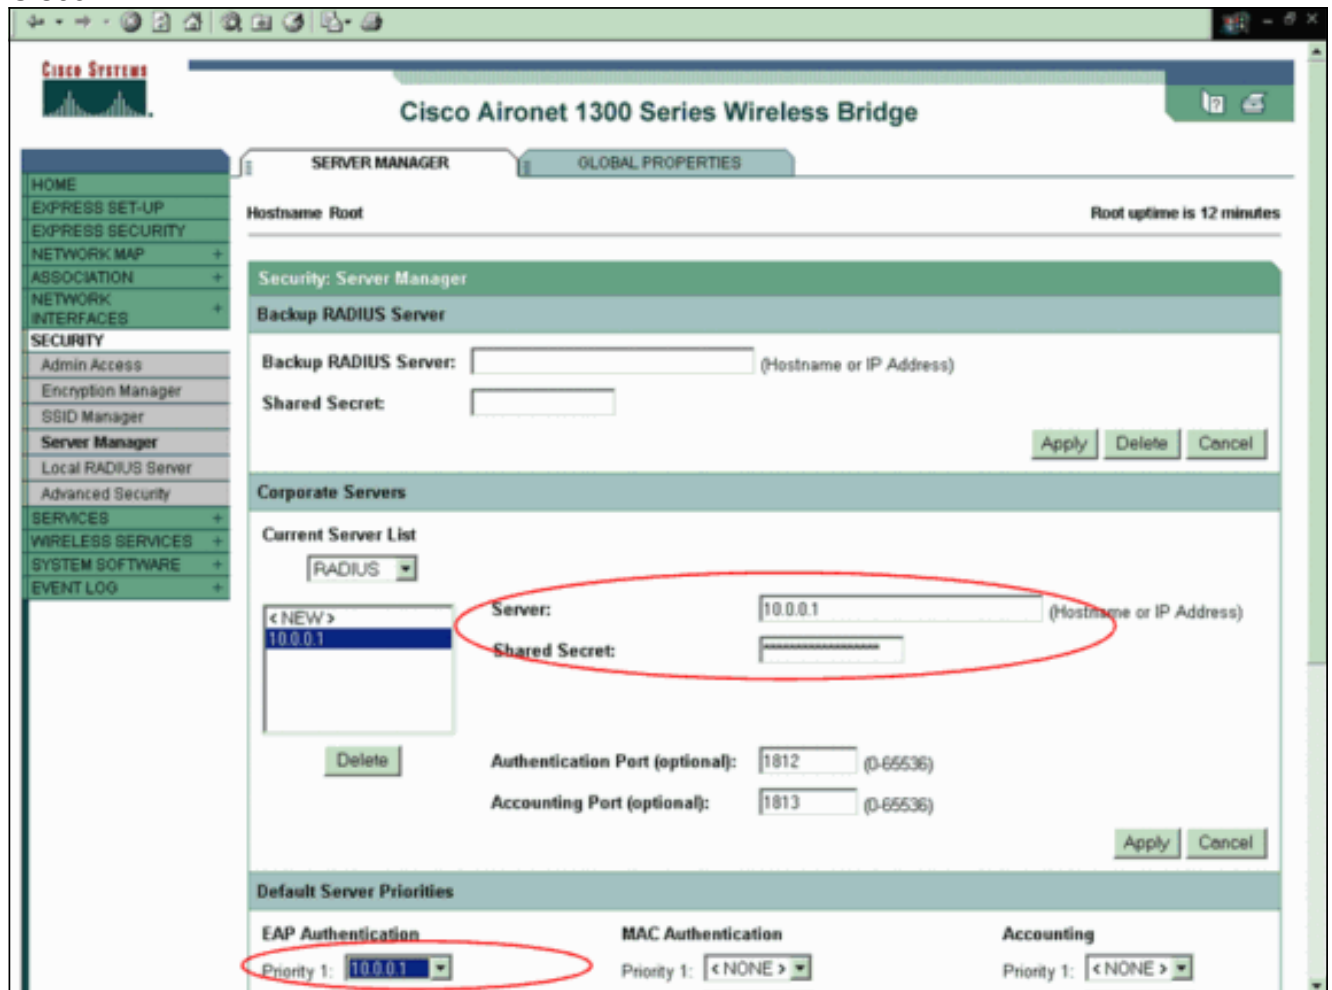 CISCO SYSTEMS
Cisco Aironet 1300 Series Wireless Bridge
SERVER MANAGER
GLOBAL PROPERTIES
HOME
EXPRESS SET-UP
EXPRESS SECURITY
NETWORK MAP +
ASSOCIATION +
NETWORK
INTERFACES +
SECURITY
Admin Access
Encryption Manager
SSID Manager
Server Manager
Local RADIUS Server
Advanced Security
SERVICES +
WIRELESS SERVICES +
SYSTEM SOFTWARE +
EVENT LOG +
Hostname Root
Root uptime is 12 minutes
Security: Server Manager
Backup RADIUS Server
Backup RADIUS Server: (Hostname or IP Address)
Shared Secret:
Apply Delete Cancel
Corporate Servers
Current Server List
RADIUS
< NEW >
10.0.0.1
Delete
Server: 10.0.0.1 (Hostname or IP Address)
Shared Secret:
Authentication Port (optional): 1812 (0-65536)
Accounting Port (optional): 1813 (0-65536)
Apply Cancel
Default Server Priorities
EAP Authentication
Priority 1: 10.0.0.1
MAC Authentication
Priority 1: < NONE >
Accounting
Priority 1: < NONE >